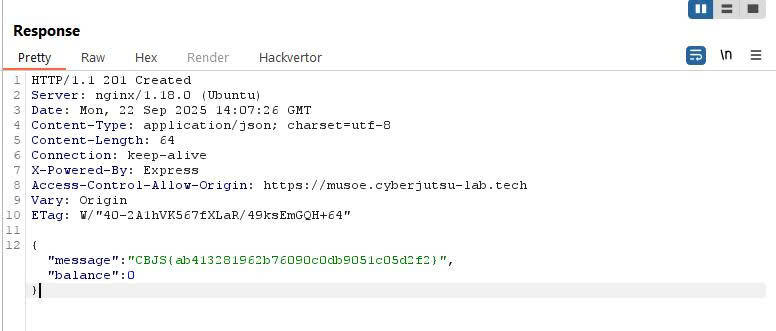 Response
Pretty Raw Hex Render Hackvertor
\n
1 HTTP/1.1 201 Created
2 Server: nginx/1.18.0 (Ubuntu)
3 Date: Mon, 22 Sep 2025 14:07:26 GMT
4 Content-Type: application/json; charset=utf-8
5 Content-Length: 64
6 Connection: keep-alive
7 X-Powered-By: Express
8 Access-Control-Allow-Origin: https://musoe.cyberjutsu-lab.tech
9 Vary: Origin
10 ETag: W/"40-2A1hVK567fXLaR/49ksEmGQH+64"
11
12 {
"message":"CBJS{ab413281962b76090c0db9051c05d2f2}",
"balance":0
}